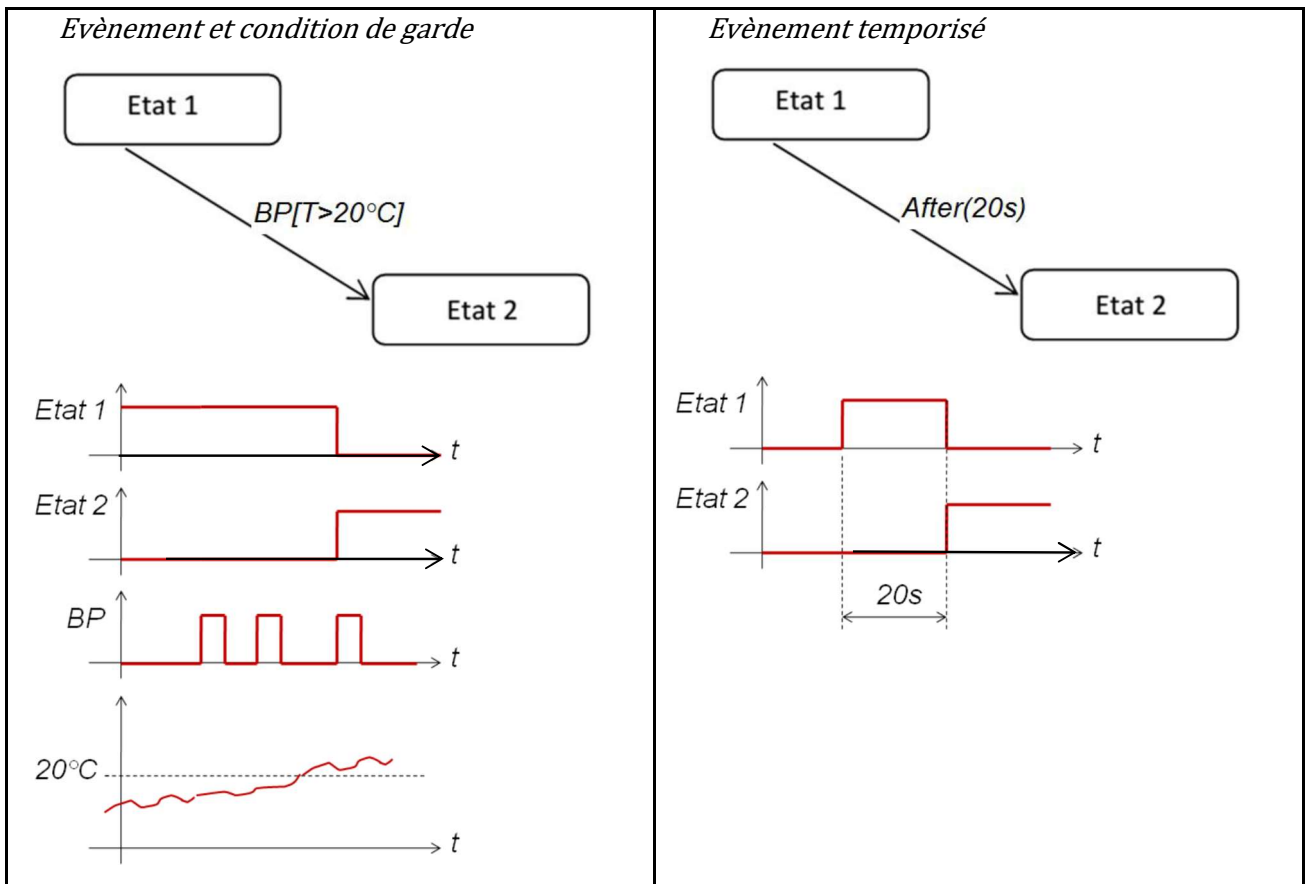 Evènement et condition de garde
Etat 1
BP[T>20°C]
Etat 2
Etat 1
t
Etat 2
t
BP
t
20°C
t
Evènement temporisé
Etat 1
After(20s)
Etat 2
Etat 1
t
Etat 2
t
20s